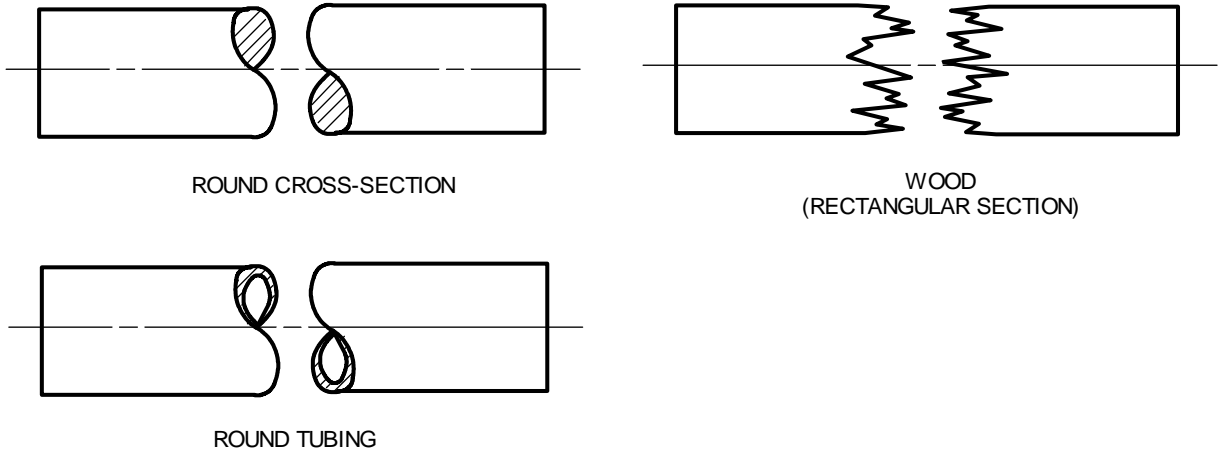 ROUND CROSS-SECTION
WOOD
(RECTANGULAR SECTION)
ROUND TUBING